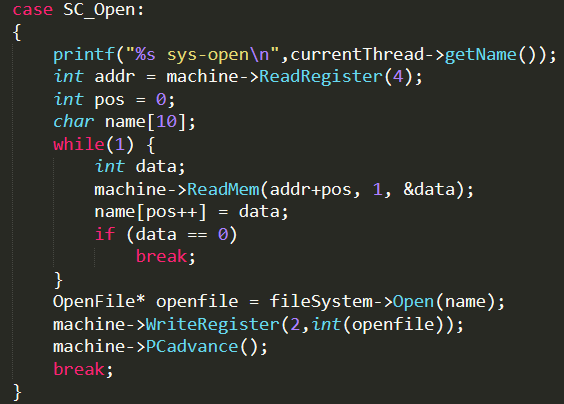 case SC_Open:
{
    printf("%s sys-open\n",currentThread->getName());
    int addr = machine->ReadRegister(4);
    int pos = 0;
    char name[10];
    while(1) {
        int data;
        machine->ReadMem(addr+pos, 1, &data);
        name[pos++] = data;
        if (data == 0)
            break;
    }
    OpenFile* openfile = fileSystem->Open(name);
    machine->WriteRegister(2,int(openfile));
    machine->PCadvance();
    break;
}